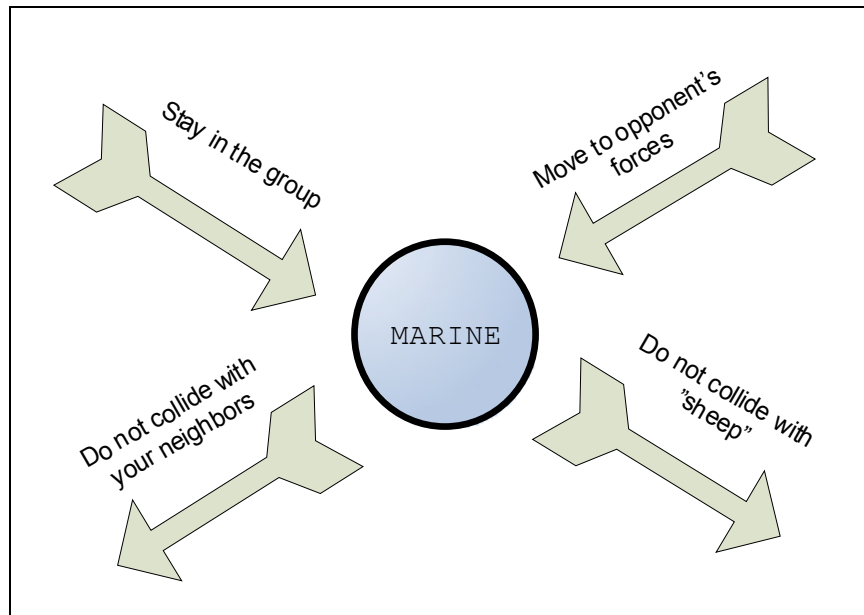 Stay in the group
Move to opponent's
forces
MARINE
Do not collide with
your neighbors
Do not collide with
”sheep”